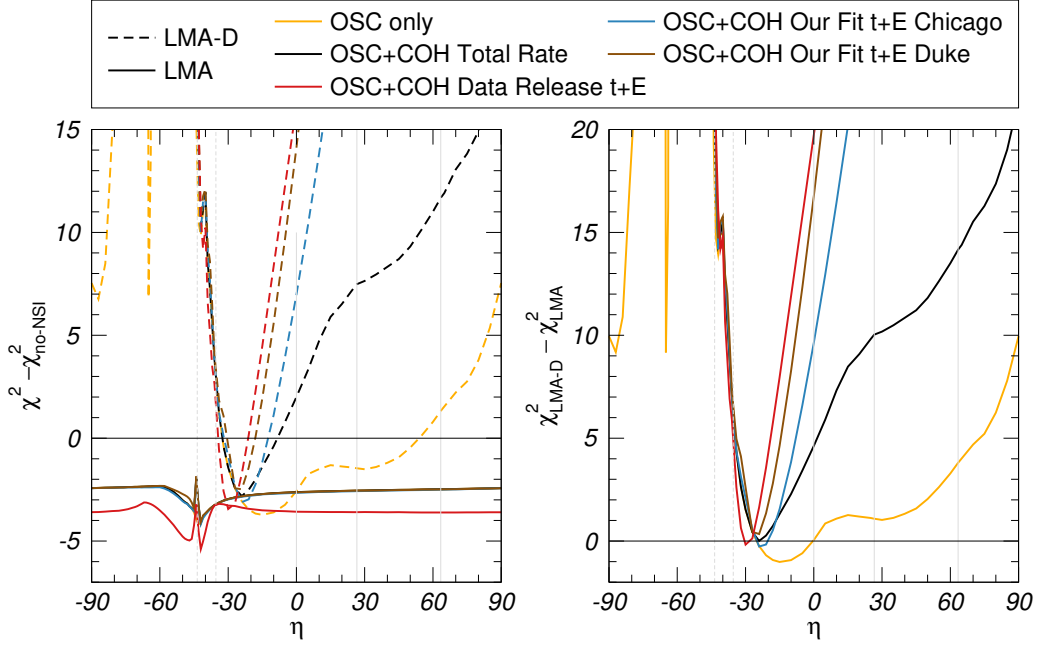 LMA-D
LMA
OSC only
OSC+COH Total Rate
OSC+COH Data Release t+E
OSC+COH Our Fit t+E Chicago
OSC+COH Our Fit t+E Duke
15
10
5
0
-5
χ² − χ²no-NSI
-90 -60 -30 0 30 60 90
η
20
15
10
5
0
χ²LMA-D − χ²LMA
-90 -60 -30 0 30 60 90
η